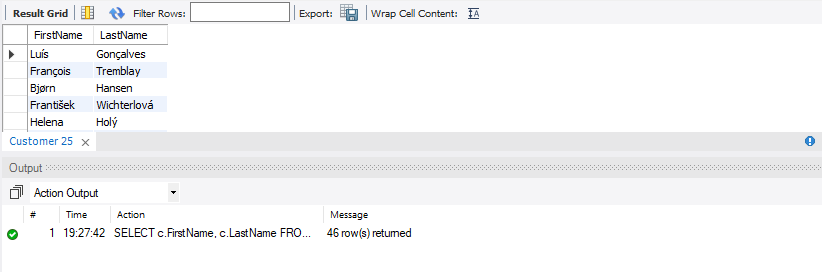 Result Grid Filter Rows: Export: Wrap Cell Content:
FirstName LastName
Luís Gonçalves
François Tremblay
Bjørn Hansen
František Wichterlová
Helena Holý
Customer 25
Output
Action Output
# Time Action Message
1 19:27:42 SELECT c.FirstName, c.LastName FRO... 46 row(s) returned